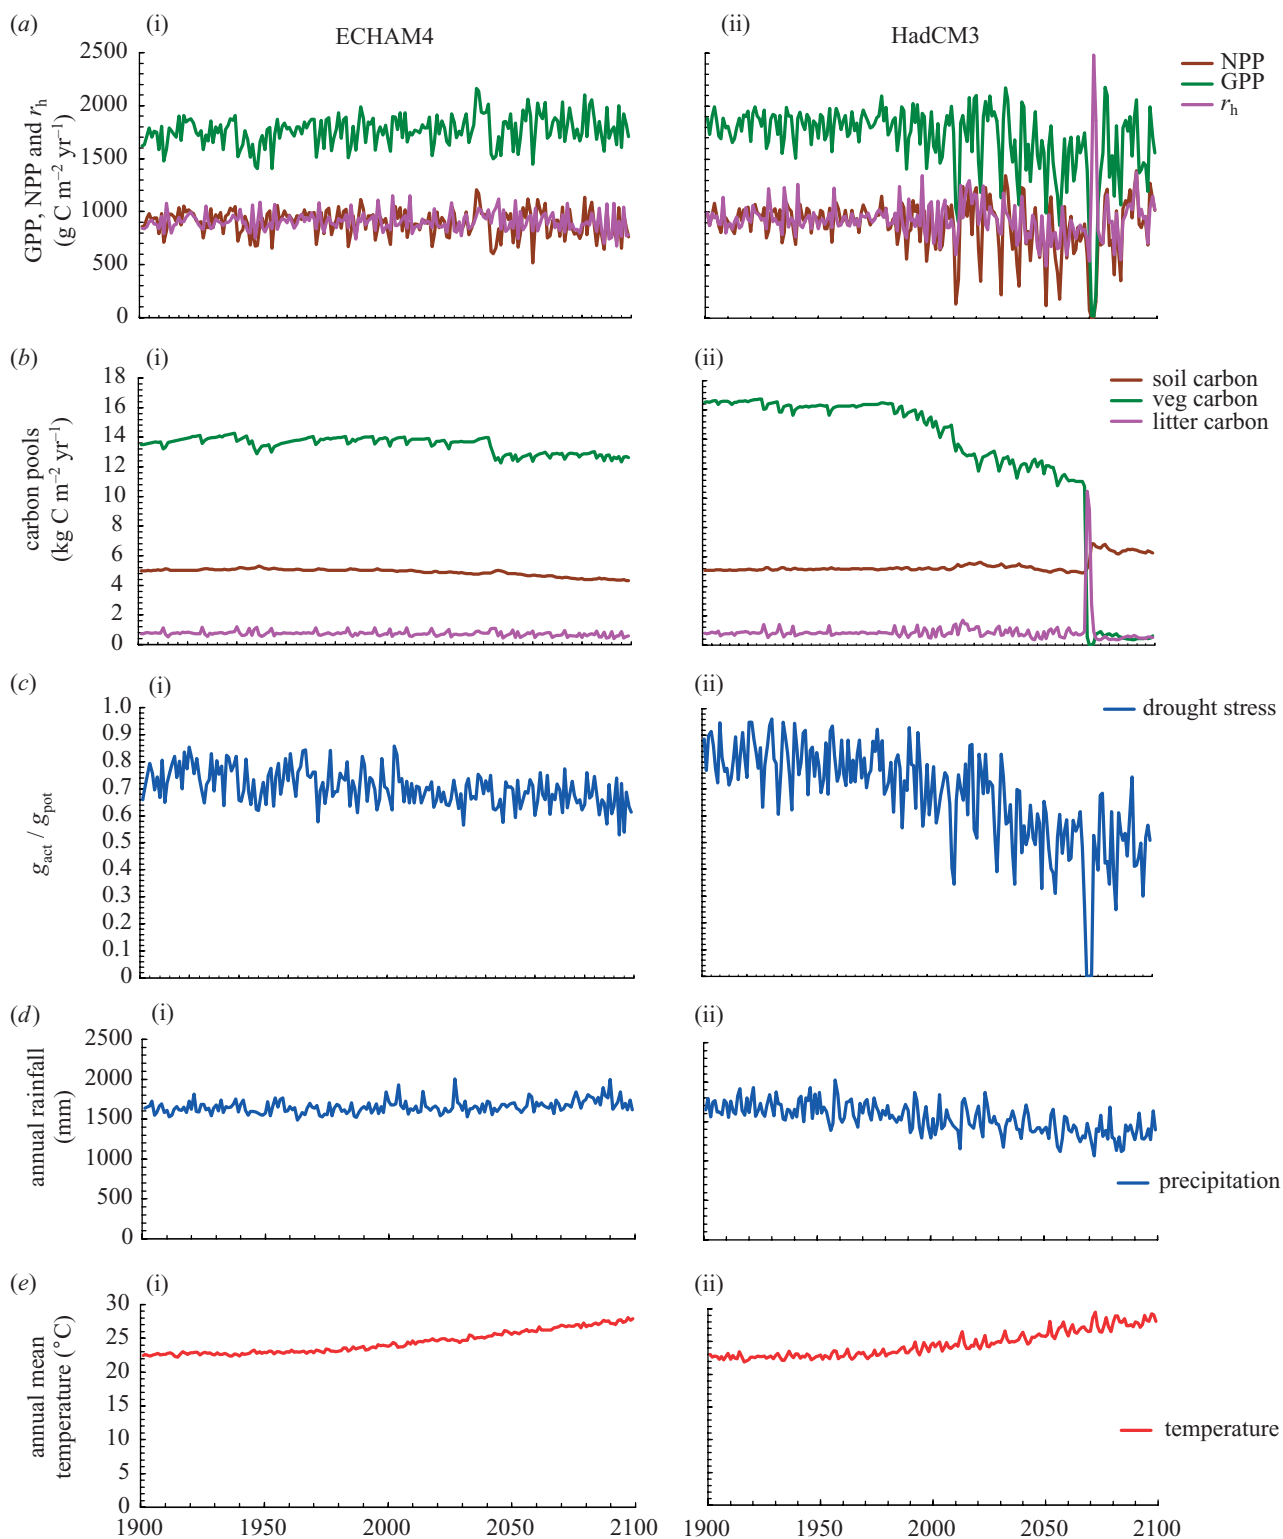 (a) (i) ECHAM4 (ii) HadCM3
GPP, NPP and rh
(g C m−2 yr−1)
2500
2000
1500
1000
500
0
NPP
GPP
rh
(b) (i) (ii)
carbon pools
(kg C m−2 yr−1)
18
16
14
12
10
8
6
4
2
0
soil carbon
veg carbon
litter carbon
(c) (i) (ii)
gact / gpot
1.0
0.9
0.8
0.7
0.6
0.5
0.4
0.3
0.2
0.1
0
drought stress
(d) (i) (ii)
annual rainfall
(mm)
2500
2000
1500
1000
500
0
precipitation
(e) (i) (ii)
annual mean
temperature (°C)
30
25
20
15
10
5
0
temperature
1900 1950 2000 2050 2100 1900 1950 2000 2050 2100